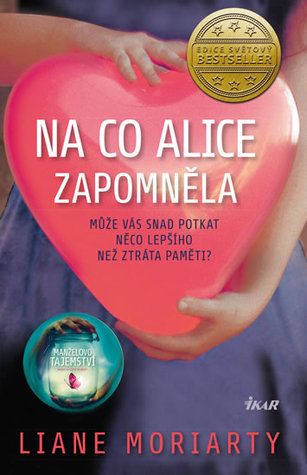 EDICE SVĚTOVÝ
BESTSELLER
NA CO ALICE
ZAPOMNĚLA
MŮŽE VÁS SNAD POTKAT
NĚCO LEPŠÍHO
NEŽ ZTRÁTA PAMĚTI?
MANŽELOVO
TAJEMSTVÍ
IKAR
LIANE MORIARTY